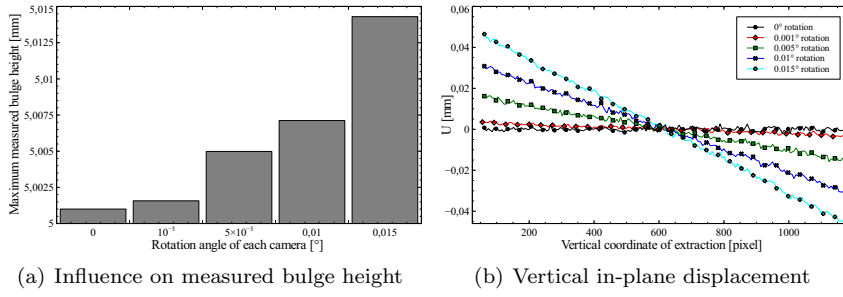 Maximum measured bulge height [mm]
5,015
5,0125
5,01
5,0075
5,005
5,0025
5
0
10⁻³
5×10⁻³
0,01
0,015
Rotation angle of each camera [°]
(a) Influence on measured bulge height
U [mm]
0,06
0,04
0,02
0
−0,02
−0,04
200
400
600
800
1000
Vertical coordinate of extraction [pixel]
0° rotation
0.001° rotation
0.005° rotation
0.01° rotation
0.015° rotation
(b) Vertical in-plane displacement